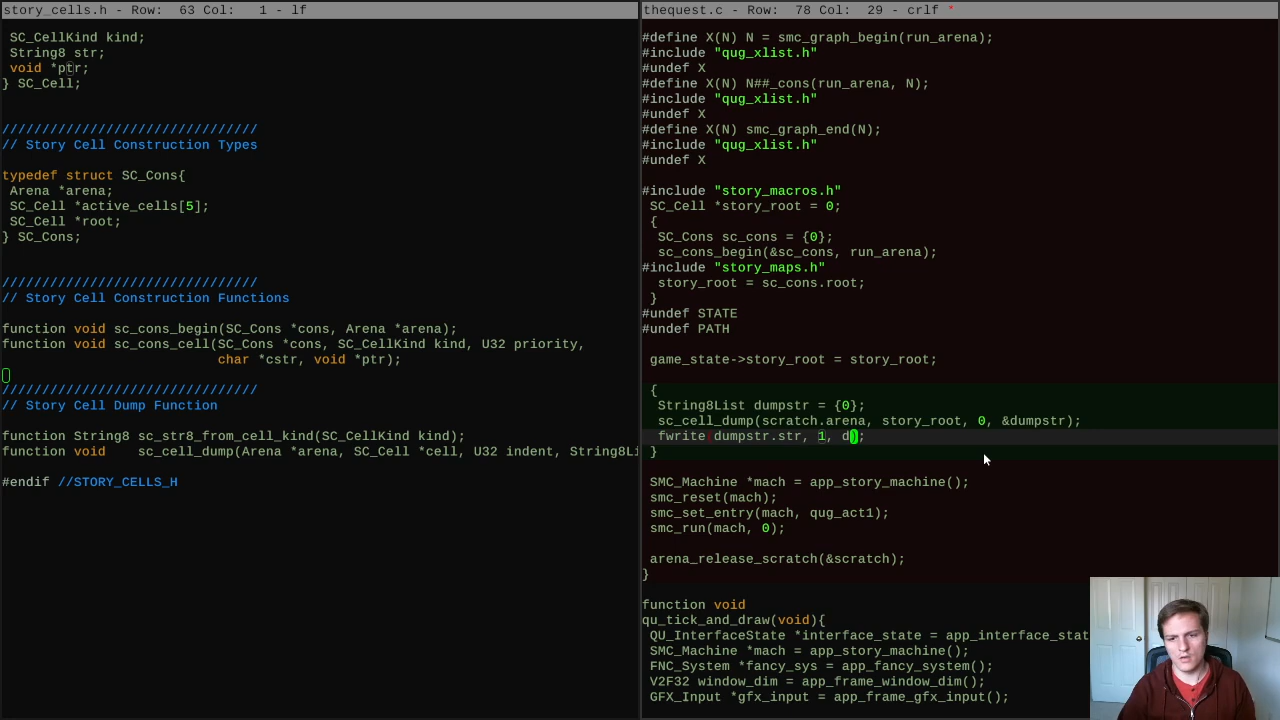 story_cells.h - Row:  63 Col:   1 - lf
SC_CellKind kind;
String8 str;
void *ptr;
} SC_Cell;
////////////////////////////////
// Story Cell Construction Types
typedef struct SC_Cons{
Arena *arena;
SC_Cell *active_cells[5];
SC_Cell *root;
} SC_Cons;
////////////////////////////////
// Story Cell Construction Functions
function void sc_cons_begin(SC_Cons *cons, Arena *arena);
function void sc_cons_cell(SC_Cons *cons, SC_CellKind kind, U32 priority,
char *cstr, void *ptr);
////////////////////////////////
// Story Cell Dump Function
function String8 sc_str8_from_cell_kind(SC_CellKind kind);
function void    sc_cell_dump(Arena *arena, SC_Cell *cell, U32 indent, String8Li
#endif //STORY_CELLS_H
thequest.c - Row:  78 Col:  29 - crlf *
#define X(N) N = smc_graph_begin(run_arena);
#include "qug_xlist.h"
#undef X
#define X(N) N##_cons(run_arena, N);
#include "qug_xlist.h"
#undef X
#define X(N) smc_graph_end(N);
#include "qug_xlist.h"
#undef X
#include "story_macros.h"
SC_Cell *story_root = 0;
{
SC_Cons sc_cons = {0};
sc_cons_begin(&sc_cons, run_arena);
#include "story_maps.h"
story_root = sc_cons.root;
}
#undef STATE
#undef PATH
game_state->story_root = story_root;
{
String8List dumpstr = {0};
sc_cell_dump(scratch.arena, story_root, 0, &dumpstr);
fwrite(dumpstr.str, 1, d);
}
SMC_Machine *mach = app_story_machine();
smc_reset(mach);
smc_set_entry(mach, qug_act1);
smc_run(mach, 0);
arena_release_scratch(&scratch);
}
function void
qu_tick_and_draw(void){
QU_InterfaceState *interface_state = app_interface_stat
SMC_Machine *mach = app_story_machine();
FNC_System *fancy_sys = app_fancy_system();
V2F32 window_dim = app_frame_window_dim();
GFX_Input *gfx_input = app_frame_gfx_input();